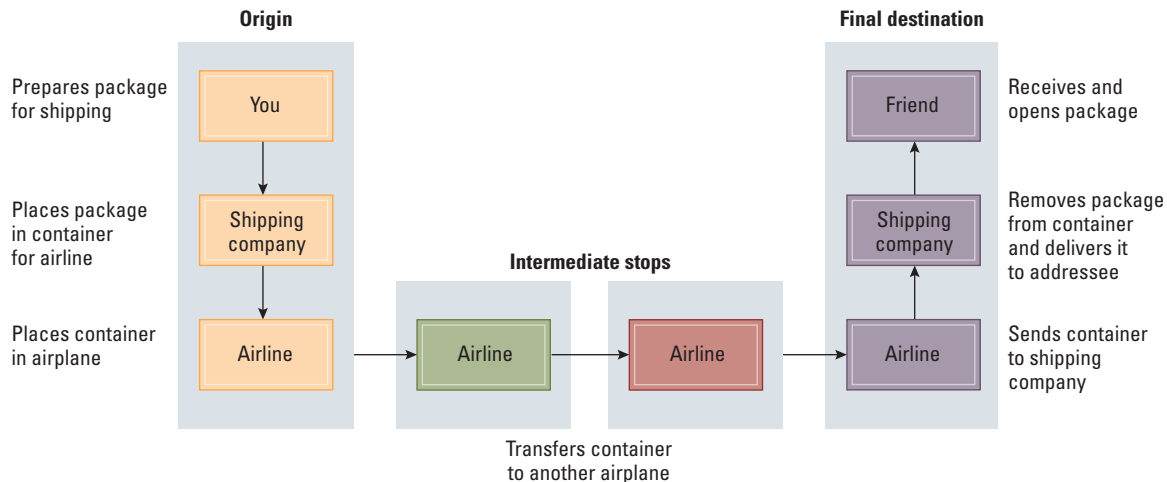 Origin
Final destination
Prepares package
for shipping
You
Friend
Receives and
opens package
Places package
in container
for airline
Shipping
company
Shipping
company
Removes package
from container
and delivers it
to addressee
Intermediate stops
Places container
in airplane
Airline
Airline
Airline
Airline
Sends container
to shipping
company
Transfers container
to another airplane